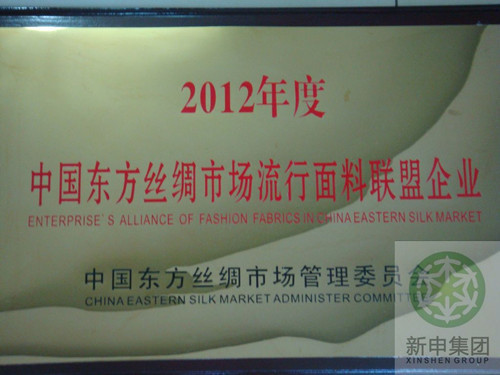 2012年度
中国东方丝绸市场流行面料联盟企业
ENTERPRISE'S ALLIANCE OF FASHION FABRICS IN CHINA EASTERN SILK MARKET
中国东方丝绸市场管理委员会
CHINA EASTERN SILK MARKET ADMINISTER COMMITTEE
新申集团
XINSHEN GROUP